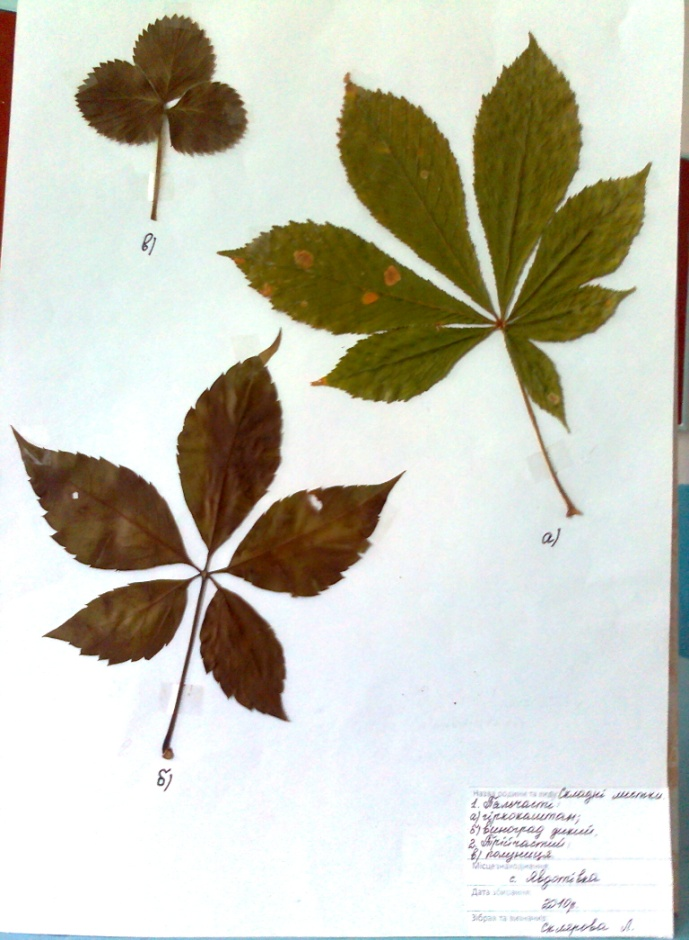 в)
а)
б)
Назва родини та виду Складні листки
1. Пальчасті:
а) гіркокаштан;
б) виноград дикий.
2. Трійчастий:
в) полуниця.
Місцезнаходження:
с. Явдотівка
Дата збирання:
2010р.
Зібрав та визначив:
Склярова Л.